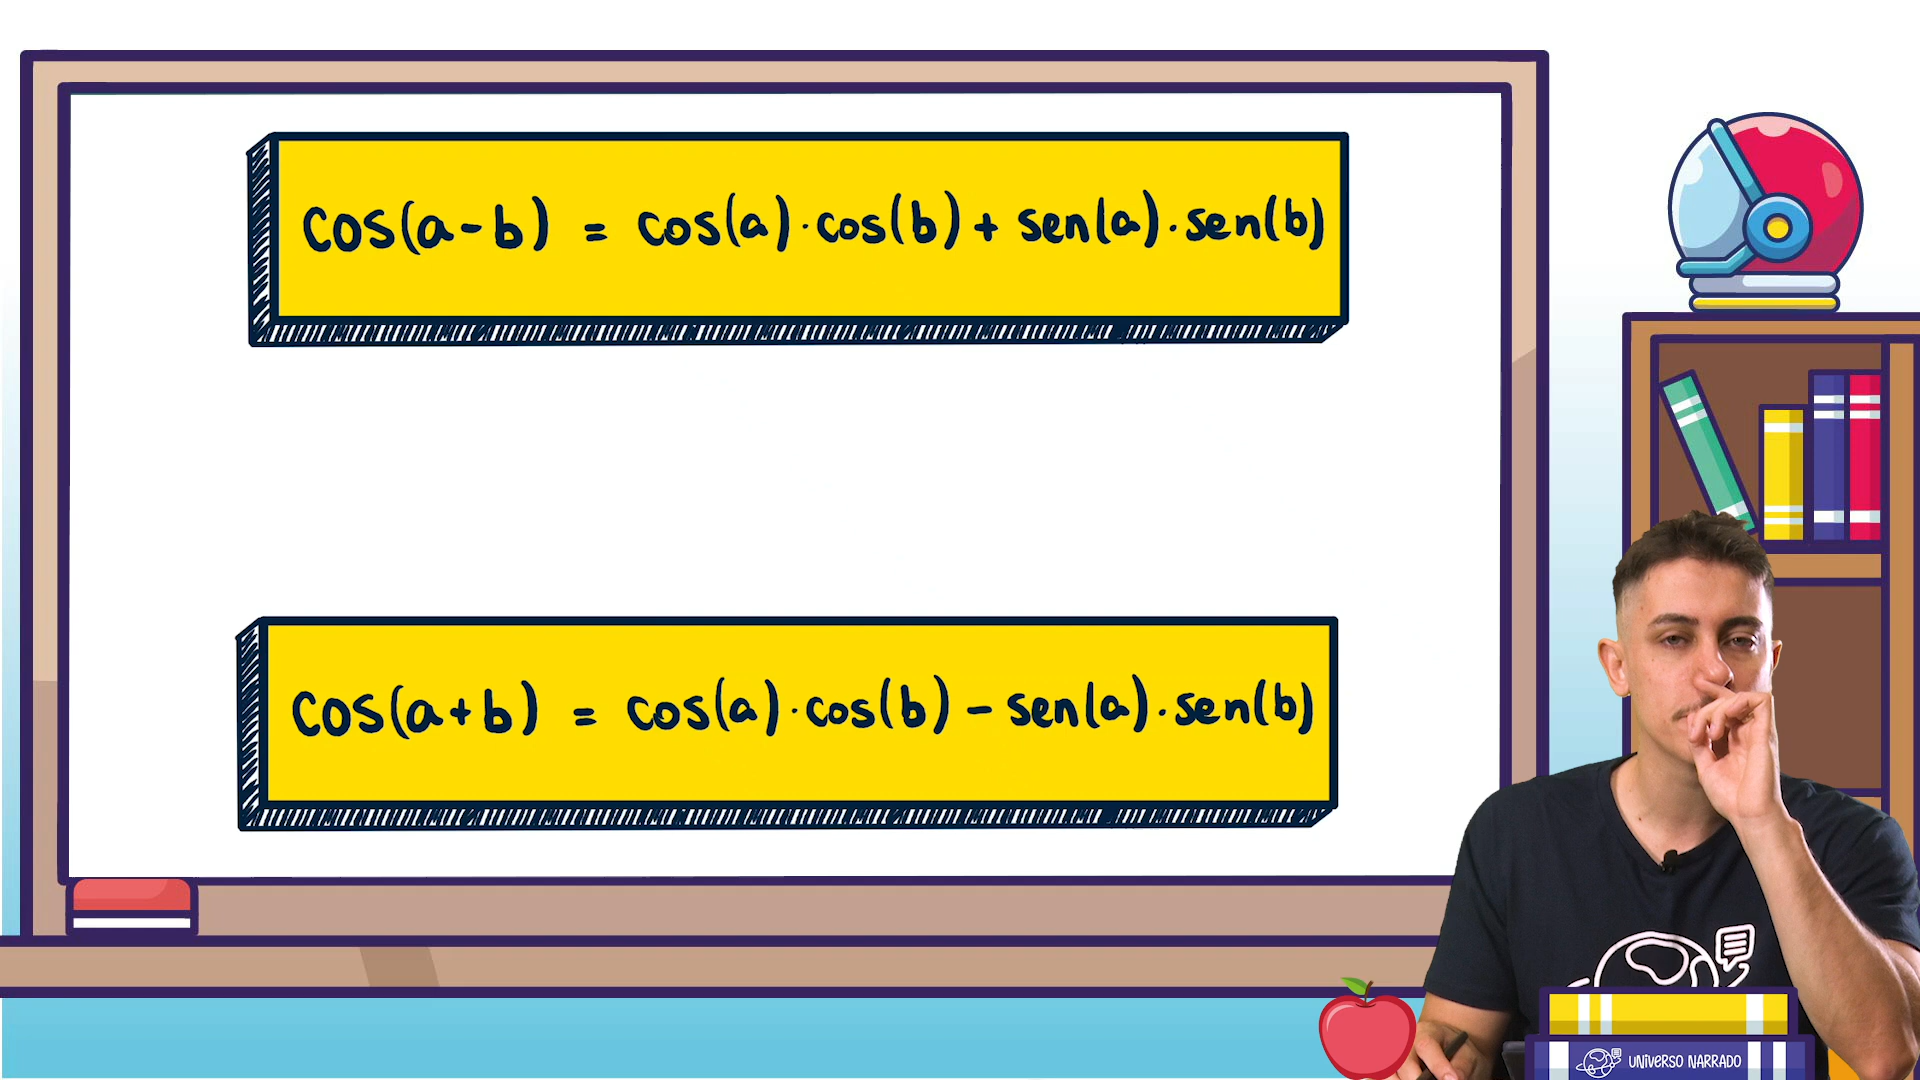 cos(a-b) = cos(a)·cos(b) + sen(a)·sen(b)
cos(a+b) = cos(a)·cos(b) - sen(a)·sen(b)
UNIVERSO NARRADO